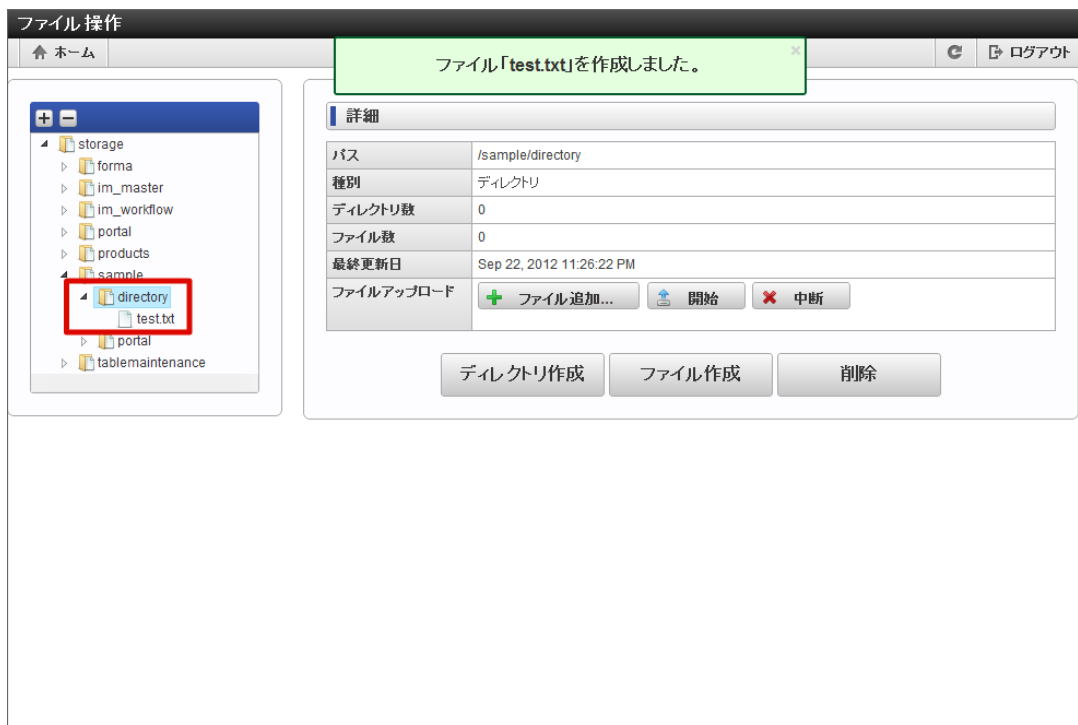 ファイル操作
ホーム
ファイル「test.txt」を作成しました。
×
ログアウト
storage
forma
im_master
im_workflow
portal
products
sample
directory
test.txt
portal
tablemaintenance
詳細
パス /sample/directory
種別 ディレクトリ
ディレクトリ数 0
ファイル数 0
最終更新日 Sep 22, 2012 11:26:22 PM
ファイルアップロード ファイル追加... 開始 中断
ディレクトリ作成 ファイル作成 削除